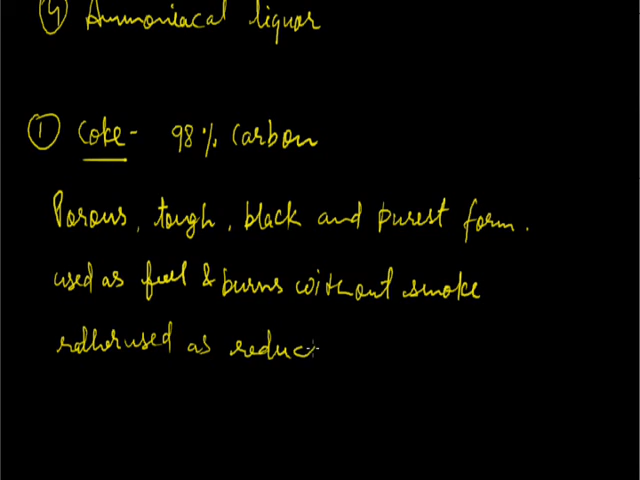 ④ Ammoniacal liquor
① Coke - 98% Carbon
Porous, tough, black and purest form.
used as fuel & burns without smoke
rather used as reduc